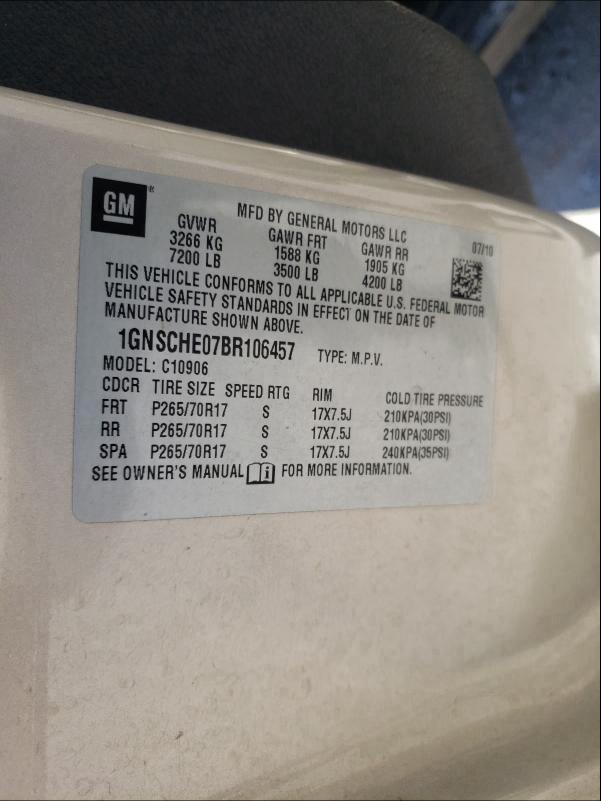 GM ®
MFD BY GENERAL MOTORS LLC 07/10
GVWR GAWR FRT GAWR RR
3266 KG 1588 KG 1905 KG
7200 LB 3500 LB 4200 LB
THIS VEHICLE CONFORMS TO ALL APPLICABLE U.S. FEDERAL MOTOR
VEHICLE SAFETY STANDARDS IN EFFECT ON THE DATE OF
MANUFACTURE SHOWN ABOVE.
1GNSCHE07BR106457 TYPE: M.P.V.
MODEL: C10906
CDCR TIRE SIZE SPEED RTG RIM COLD TIRE PRESSURE
FRT P265/70R17 S 17X7.5J 210KPA(30PSI)
RR P265/70R17 S 17X7.5J 210KPA(30PSI)
SPA P265/70R17 S 17X7.5J 240KPA(35PSI)
SEE OWNER'S MANUAL i FOR MORE INFORMATION.